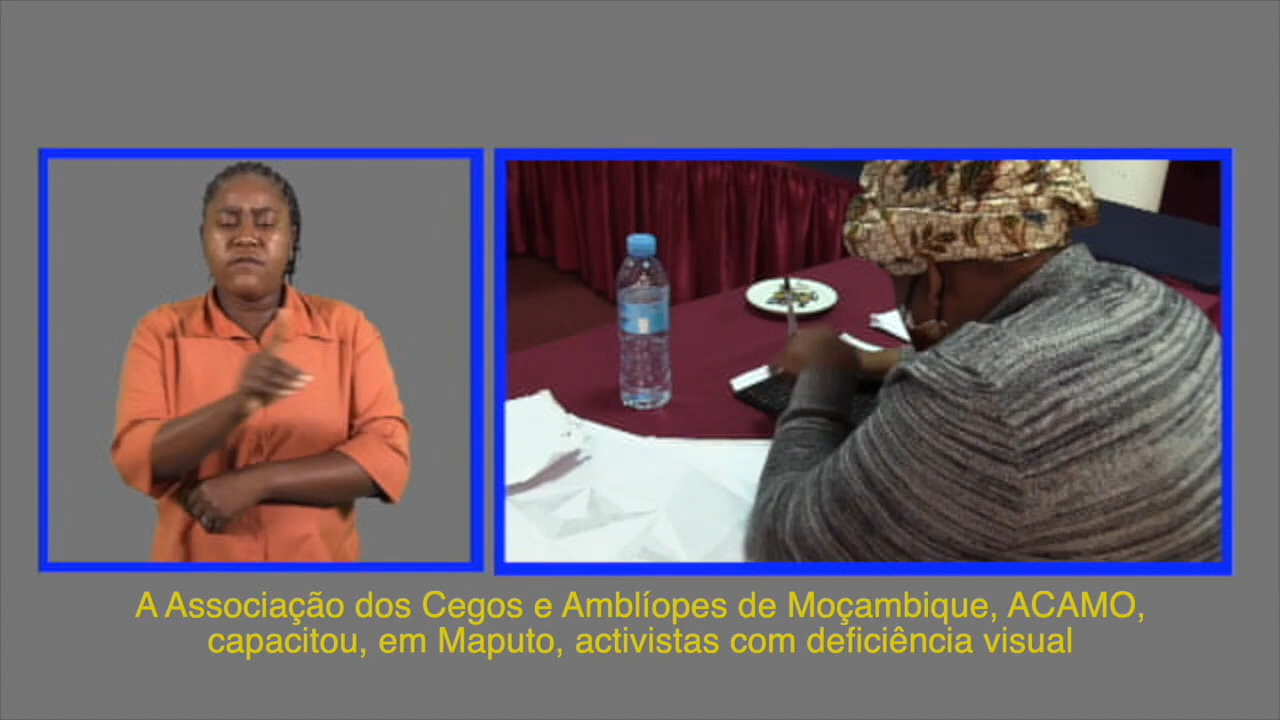 A Associação dos Cegos e Amblíopes de Moçambique, ACAMO,
capacitou, em Maputo, activistas com deficiência visual